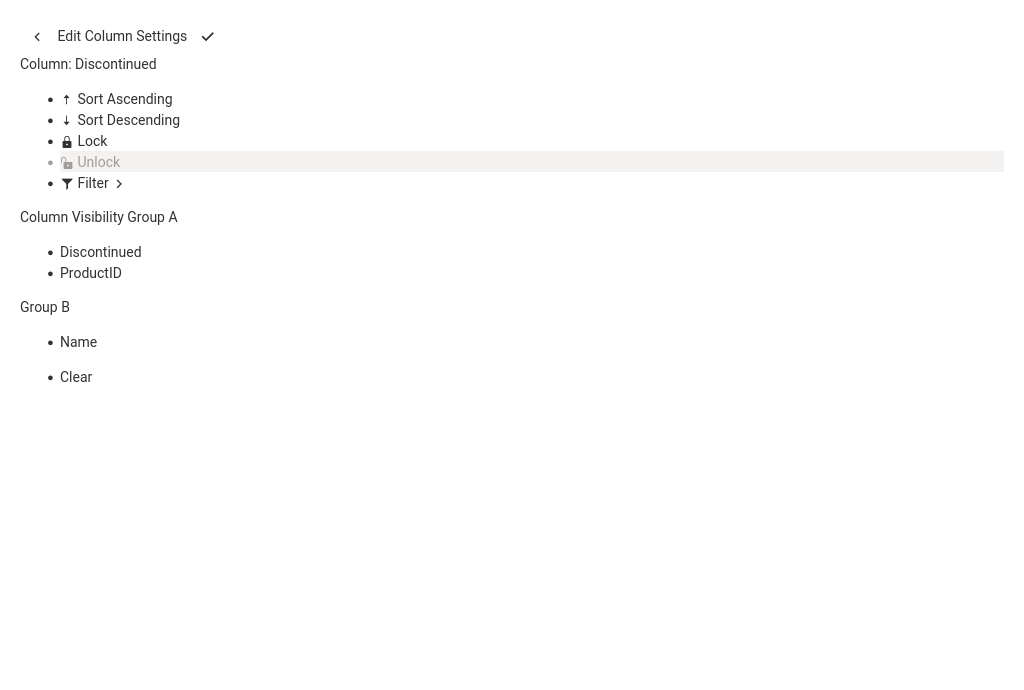 Edit Column Settings
Column: Discontinued
Sort Ascending
Sort Descending
Lock
Unlock
Filter
Column Visibility Group A
Discontinued
ProductID
Group B
Name
Clear